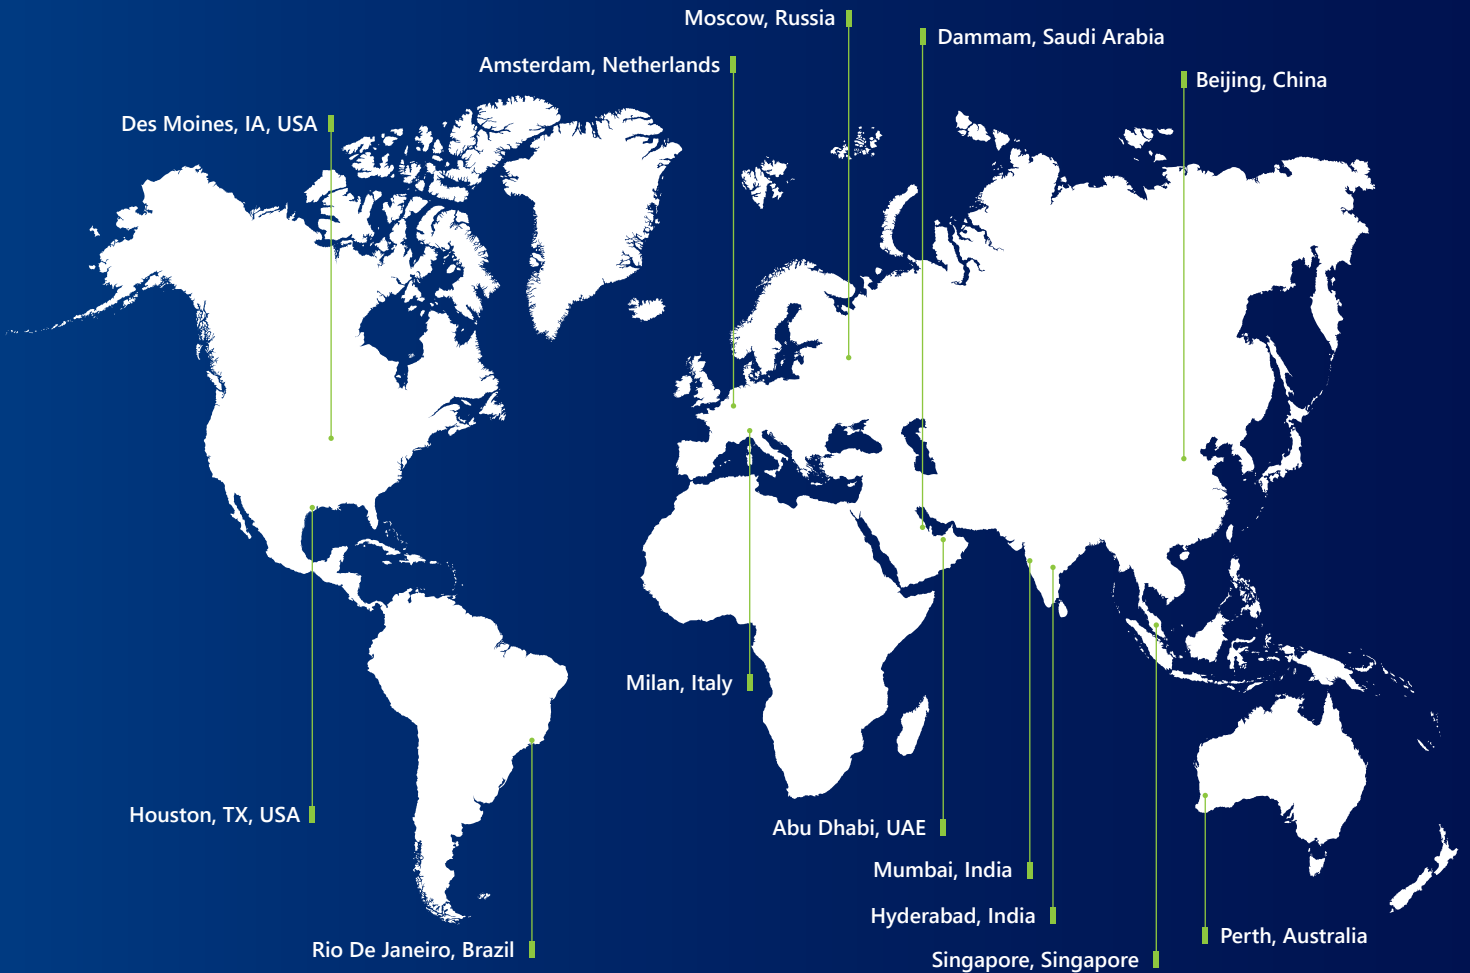 Moscow, Russia
Dammam, Saudi Arabia
Amsterdam, Netherlands
Beijing, China
Des Moines, IA, USA
Milan, Italy
Houston, TX, USA
Abu Dhabi, UAE
Mumbai, India
Hyderabad, India
Perth, Australia
Rio De Janeiro, Brazil
Singapore, Singapore